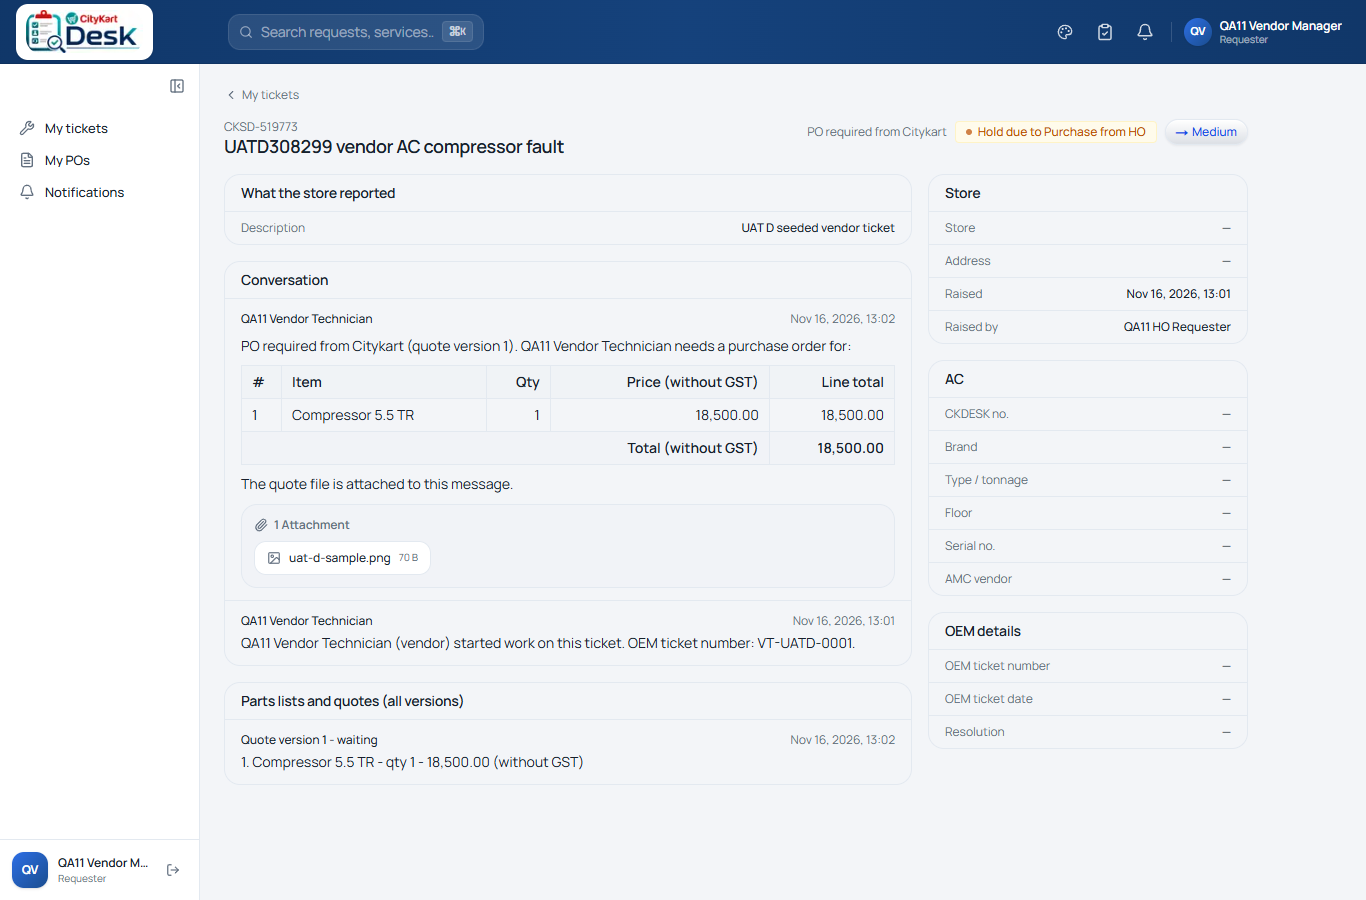 CityKart
Desk
Search requests, services.. ⌘K
QV QA11 Vendor Manager
Requester
My tickets
My POs
Notifications
My tickets
CKSD-519773
UATD308299 vendor AC compressor fault
PO required from Citykart Hold due to Purchase from HO → Medium
What the store reported
Description UAT D seeded vendor ticket
Conversation
QA11 Vendor Technician Nov 16, 2026, 13:02
PO required from Citykart (quote version 1). QA11 Vendor Technician needs a purchase order for:
# Item Qty Price (without GST) Line total
1 Compressor 5.5 TR 1 18,500.00 18,500.00
Total (without GST) 18,500.00
The quote file is attached to this message.
1 Attachment
uat-d-sample.png 70 B
QA11 Vendor Technician Nov 16, 2026, 13:01
QA11 Vendor Technician (vendor) started work on this ticket. OEM ticket number: VT-UATD-0001.
Parts lists and quotes (all versions)
Quote version 1 - waiting Nov 16, 2026, 13:02
1. Compressor 5.5 TR - qty 1 - 18,500.00 (without GST)
Store
Store –
Address –
Raised Nov 16, 2026, 13:01
Raised by QA11 HO Requester
AC
CKDESK no. –
Brand –
Type / tonnage –
Floor –
Serial no. –
AMC vendor –
OEM details
OEM ticket number –
OEM ticket date –
Resolution –
QV QA11 Vendor M...
Requester